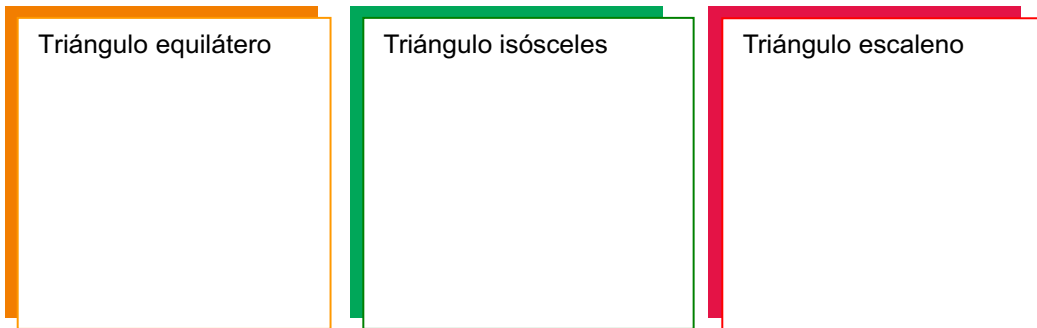 Triángulo equilátero
Triángulo isósceles
Triángulo escaleno